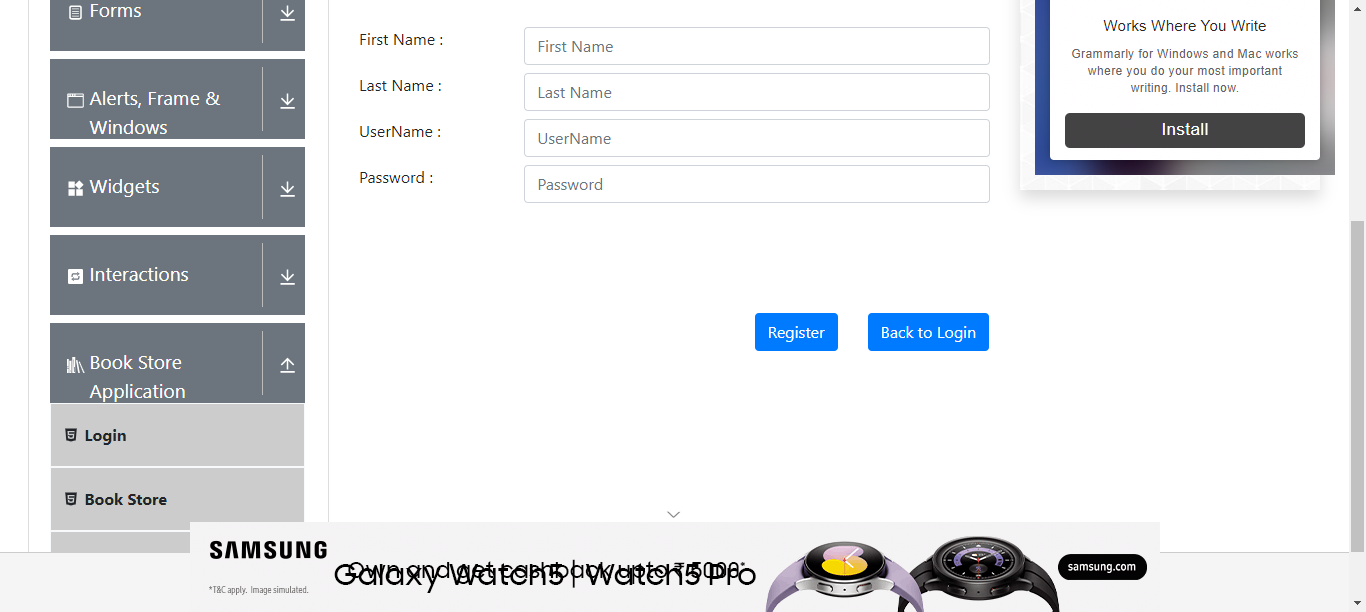 Forms
Alerts, Frame &
Windows
Widgets
Interactions
Book Store
Application
Login
Book Store
First Name :
First Name
Last Name :
Last Name
UserName :
UserName
Password :
Password
Register
Back to Login
Works Where You Write
Grammarly for Windows and Mac works
where you do your most important
writing. Install now.
Install
SAMSUNG
*T&C apply. Image simulated.
Own and get cashback upto ₹5000*
Galaxy Watch5 | Watch5 Pro
samsung.com